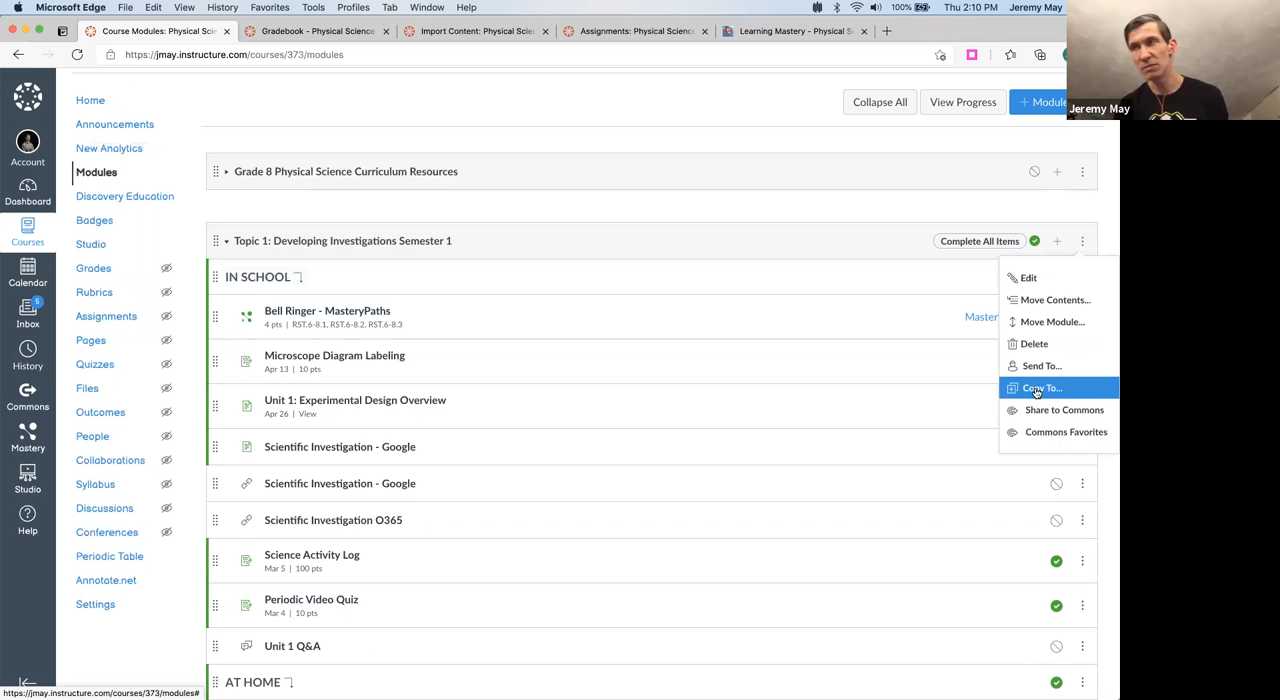 Microsoft Edge File Edit View History Favorites Tools Profiles Tab Window Help 100% Thu 2:10 PM Jeremy May
Course Modules: Physical Scie Gradebook - Physical Science: Import Content: Physical Scien Assignments: Physical Science: Learning Mastery - Physical S
https://jmay.instructure.com/courses/373/modules
Jeremy May
Account
Dashboard
Courses
Calendar
5
Inbox
History
Commons
Mastery
Studio
Help
Home
Announcements
New Analytics
Modules
Discovery Education
Badges
Studio
Grades
Rubrics
Assignments
Pages
Quizzes
Files
Outcomes
People
Collaborations
Syllabus
Discussions
Conferences
Periodic Table
Annotate.net
Settings
Collapse All View Progress + Module
Grade 8 Physical Science Curriculum Resources
Topic 1: Developing Investigations Semester 1 Complete All Items
IN SCHOOL
Bell Ringer - MasteryPaths
4 pts | RST.6-8.1, RST.6-8.2, RST.6-8.3
Master
Microscope Diagram Labeling
Apr 13 | 10 pts
Unit 1: Experimental Design Overview
Apr 26 | View
Scientific Investigation - Google
Scientific Investigation - Google
Scientific Investigation O365
Science Activity Log
Mar 5 | 100 pts
Periodic Video Quiz
Mar 4 | 10 pts
Unit 1 Q&A
AT HOME
Edit
Move Contents...
Move Module...
Delete
Send To...
Copy To...
Share to Commons
Commons Favorites
https://jmay.instructure.com/courses/373/modules#